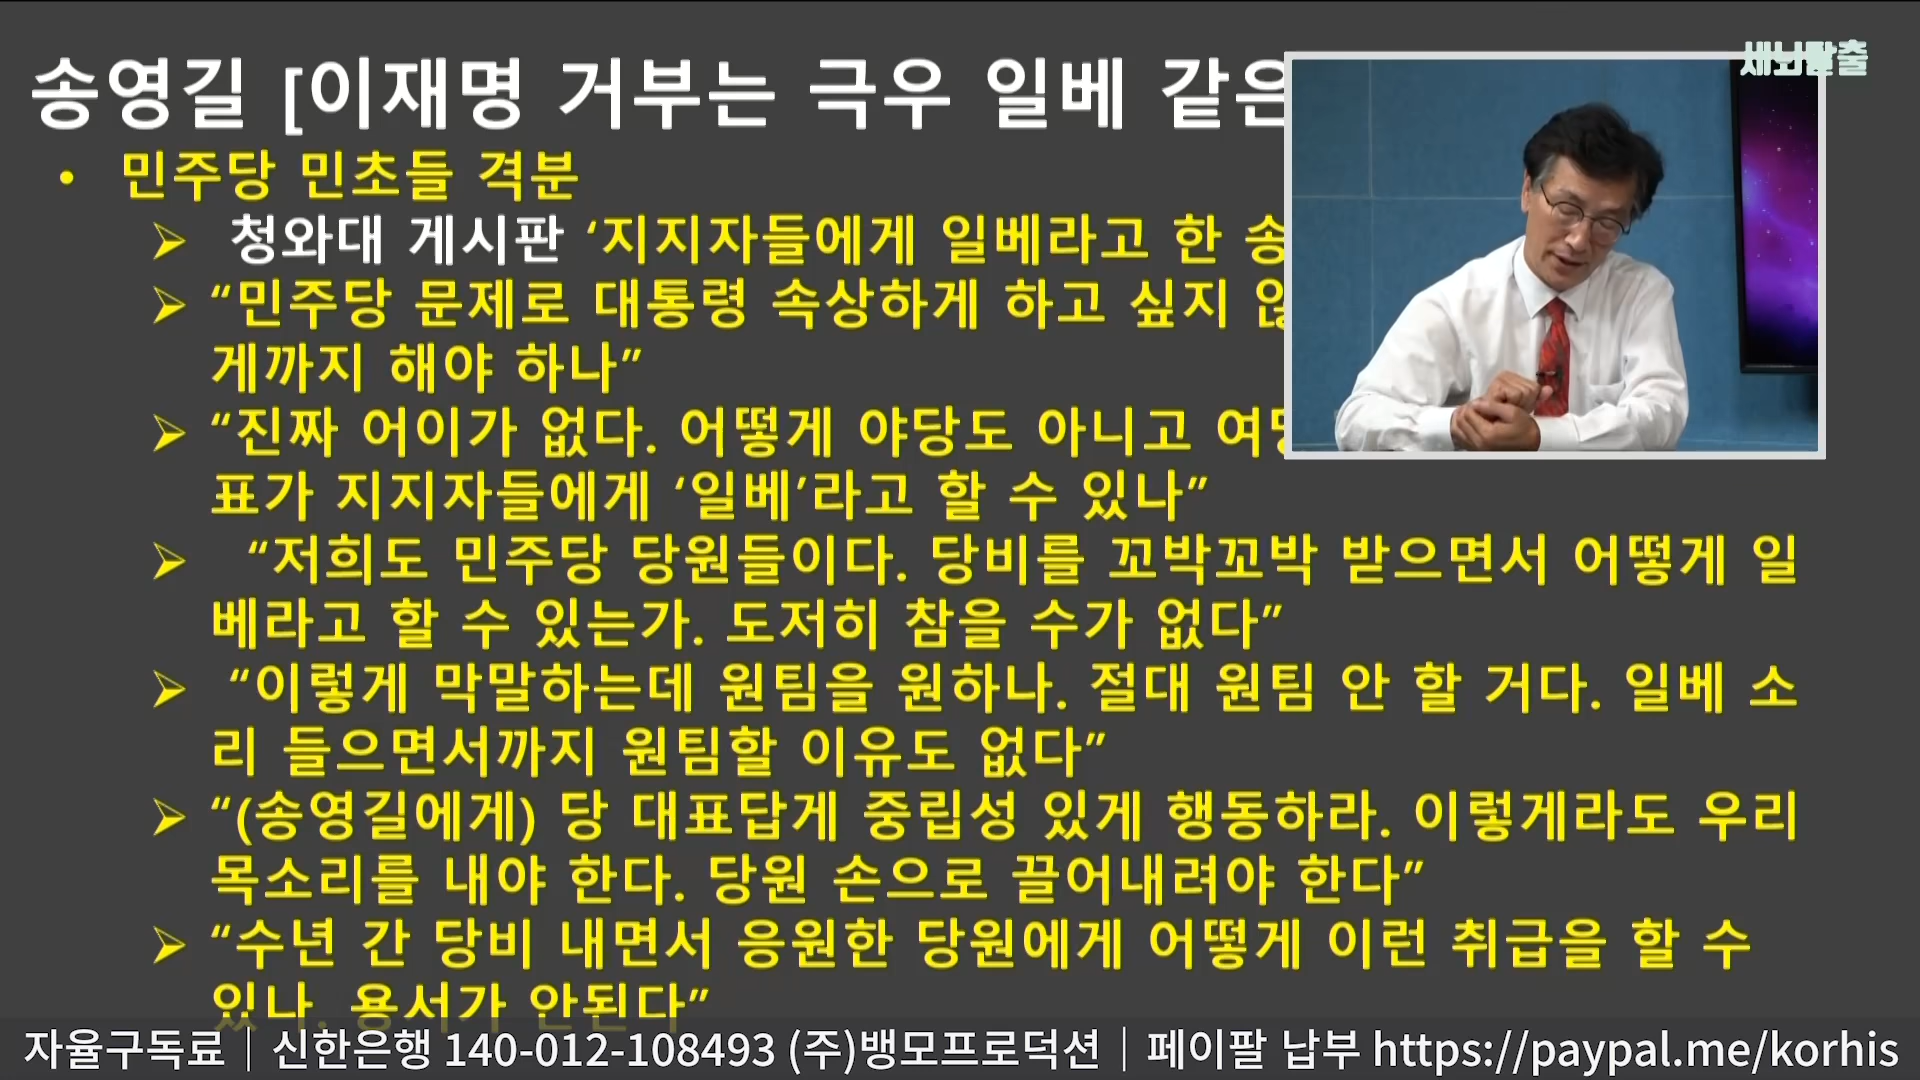 송영길 [이재명 거부는 극우 일베 같은
세뇌탈출
• 민주당 민초들 격분
➢ 청와대 게시판 ‘지지자들에게 일베라고 한 송
➢ “민주당 문제로 대통령 속상하게 하고 싶지
게까지 해야 하나”
➢ “진짜 어이가 없다. 어떻게 야당도 아니고
표가 지지자들에게 ‘일베’라고 할 수 있나”
➢ “저희도 민주당 당원들이다. 당비를 꼬박꼬박 받으면서 어떻게 일
베라고 할 수 있는가. 도저히 참을 수가 없다”
➢ “이렇게 막말하는데 원팀을 원하나. 절대 원팀 안 할 거다. 일베 소
리 들으면서까지 원팀할 이유도 없다”
➢ “(송영길에게) 당 대표답게 중립성 있게 행동하라. 이렇게라도 우리
목소리를 내야 한다. 당원 손으로 끌어내려야 한다”
➢ “수년 간 당비 내면서 응원한 당원에게 어떻게 이런 취급을 할 수
있나. 용서가 안된다”
자율구독료｜신한은행 140-012-108493 (주)뱅모프로덕션｜페이팔 납부 https://paypal.me/korhis